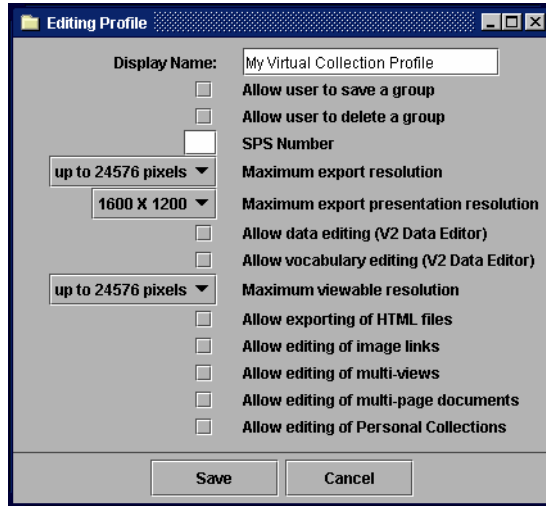 Editing Profile
Display Name: My Virtual Collection Profile
Allow user to save a group
Allow user to delete a group
SPS Number
up to 24576 pixels Maximum export resolution
1600 X 1200 Maximum export presentation resolution
Allow data editing (V2 Data Editor)
Allow vocabulary editing (V2 Data Editor)
up to 24576 pixels Maximum viewable resolution
Allow exporting of HTML files
Allow editing of image links
Allow editing of multi-views
Allow editing of multi-page documents
Allow editing of Personal Collections
Save Cancel